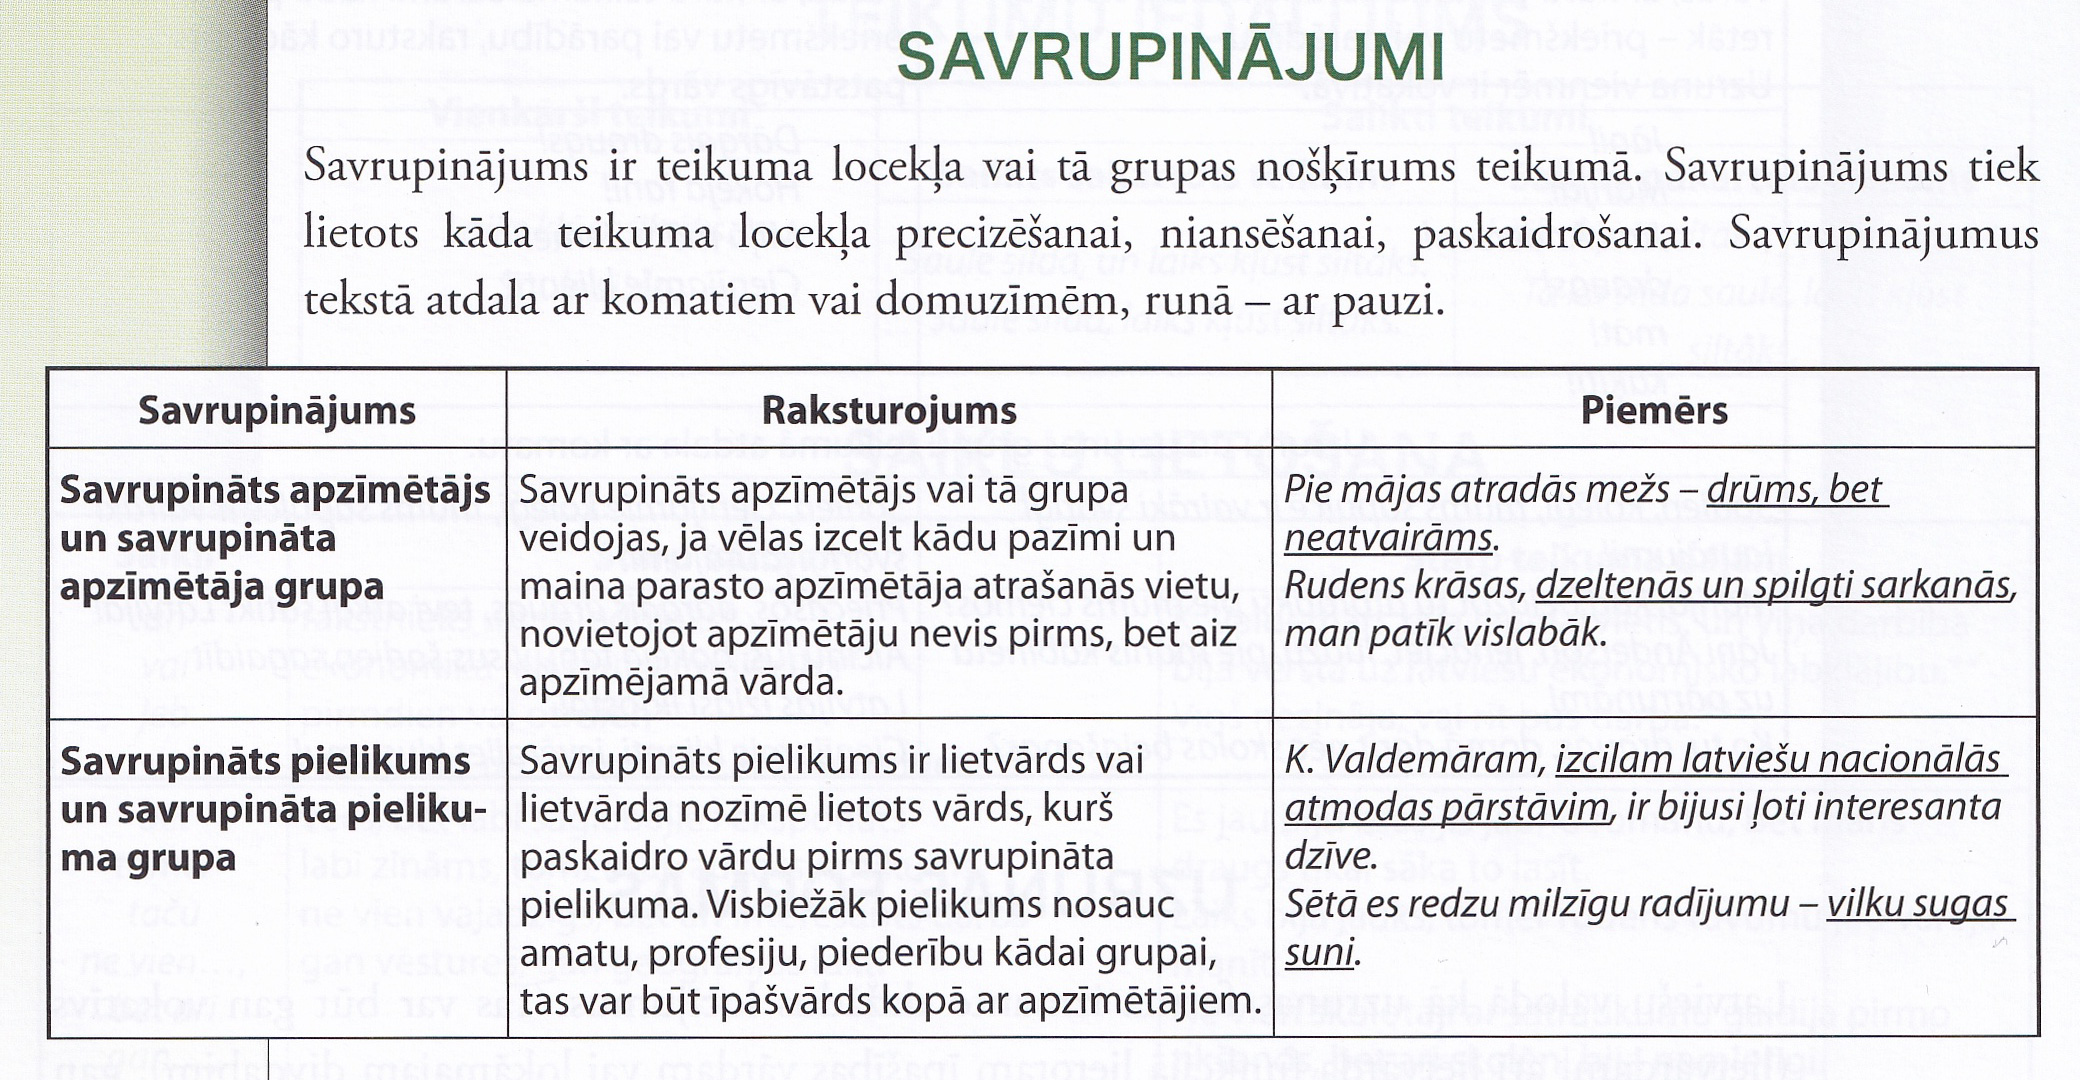 SAVRUPINĀJUMI
Savrupinājums ir teikuma locekļa vai tā grupas nošķīrums teikumā. Savrupinājums tiek
lietots kāda teikuma locekļa precizēšanai, niansēšanai, paskaidrošanai. Savrupinājumus
tekstā atdala ar komatiem vai domuzīmēm, runā – ar pauzi.
Savrupinājums Raksturojums Piemērs
Savrupināts apzīmētājs
un savrupināta
apzīmētāja grupa
Savrupināts apzīmētājs vai tā grupa
veidojas, ja vēlas izcelt kādu pazīmi un
maina parasto apzīmētāja atrašanās vietu,
novietojot apzīmētāju nevis pirms, bet aiz
apzīmējamā vārda.
Pie mājas atradās mežs – drūms, bet
neatvairāms.
Rudens krāsas, dzeltenās un spilgti sarkanās,
man patīk vislabāk.
Savrupināts pielikums
un savrupināta pieliku-
ma grupa
Savrupināts pielikums ir lietvārds vai
lietvārda nozīmē lietots vārds, kurš
paskaidro vārdu pirms savrupināta
pielikuma. Visbiežāk pielikums nosauc
amatu, profesiju, piederību kādai grupai,
tas var būt īpašvārds kopā ar apzīmētājiem.
K. Valdemāram, izcilam latviešu nacionālās
atmodas pārstāvim, ir bijusi ļoti interesanta
dzīve.
Sētā es redzu milzīgu radījumu – vilku sugas
suni.